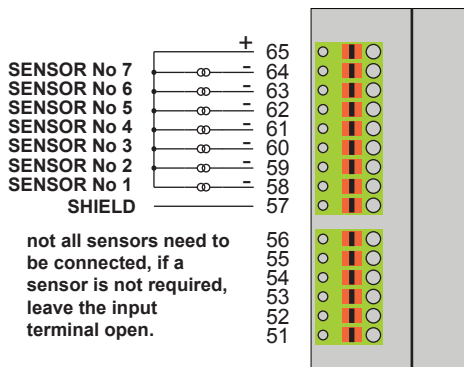 + 65
SENSOR No 7 - 64
SENSOR No 6 - 63
SENSOR No 5 - 62
SENSOR No 4 - 61
SENSOR No 3 - 60
SENSOR No 2 - 59
SENSOR No 1 - 58
SHIELD 57
not all sensors need to
be connected, if a
sensor is not required,
leave the input
terminal open.
56
55
54
53
52
51